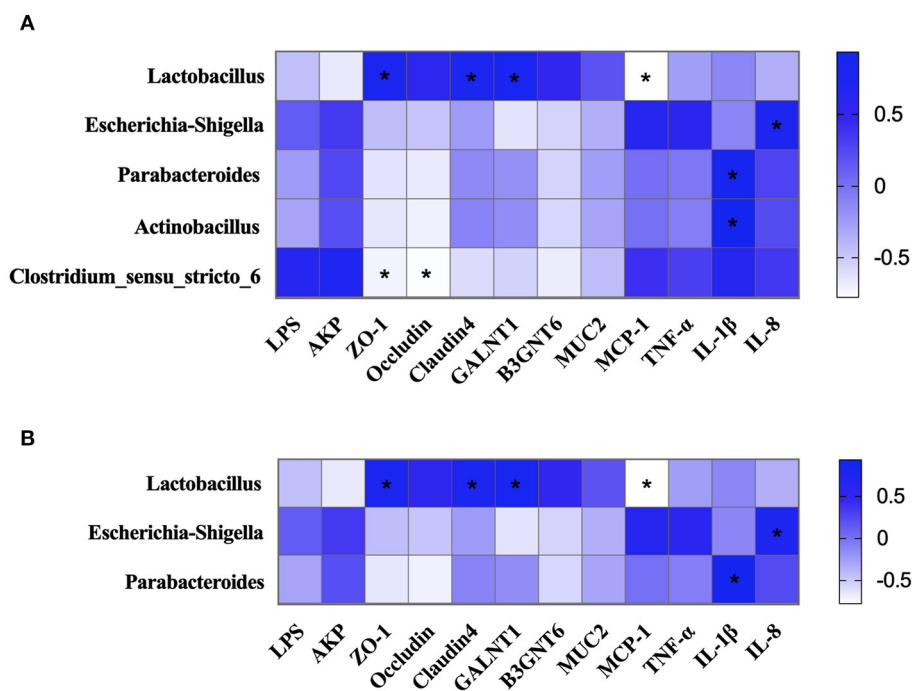 A
Lactobacillus * * * *
Escherichia-Shigella *
Parabacteroides *
Actinobacillus *
Clostridium_sensu_stricto_6 * *
0.5
0
-0.5
LPS AKP ZO-1 Occludin Claudin4 GALNT1 B3GNT6 MUC2 MCP-1 TNF-α IL-1β IL-8
B
Lactobacillus * * * *
Escherichia-Shigella *
Parabacteroides *
0.5
0
-0.5
LPS AKP ZO-1 Occludin Claudin4 GALNT1 B3GNT6 MUC2 MCP-1 TNF-α IL-1β IL-8